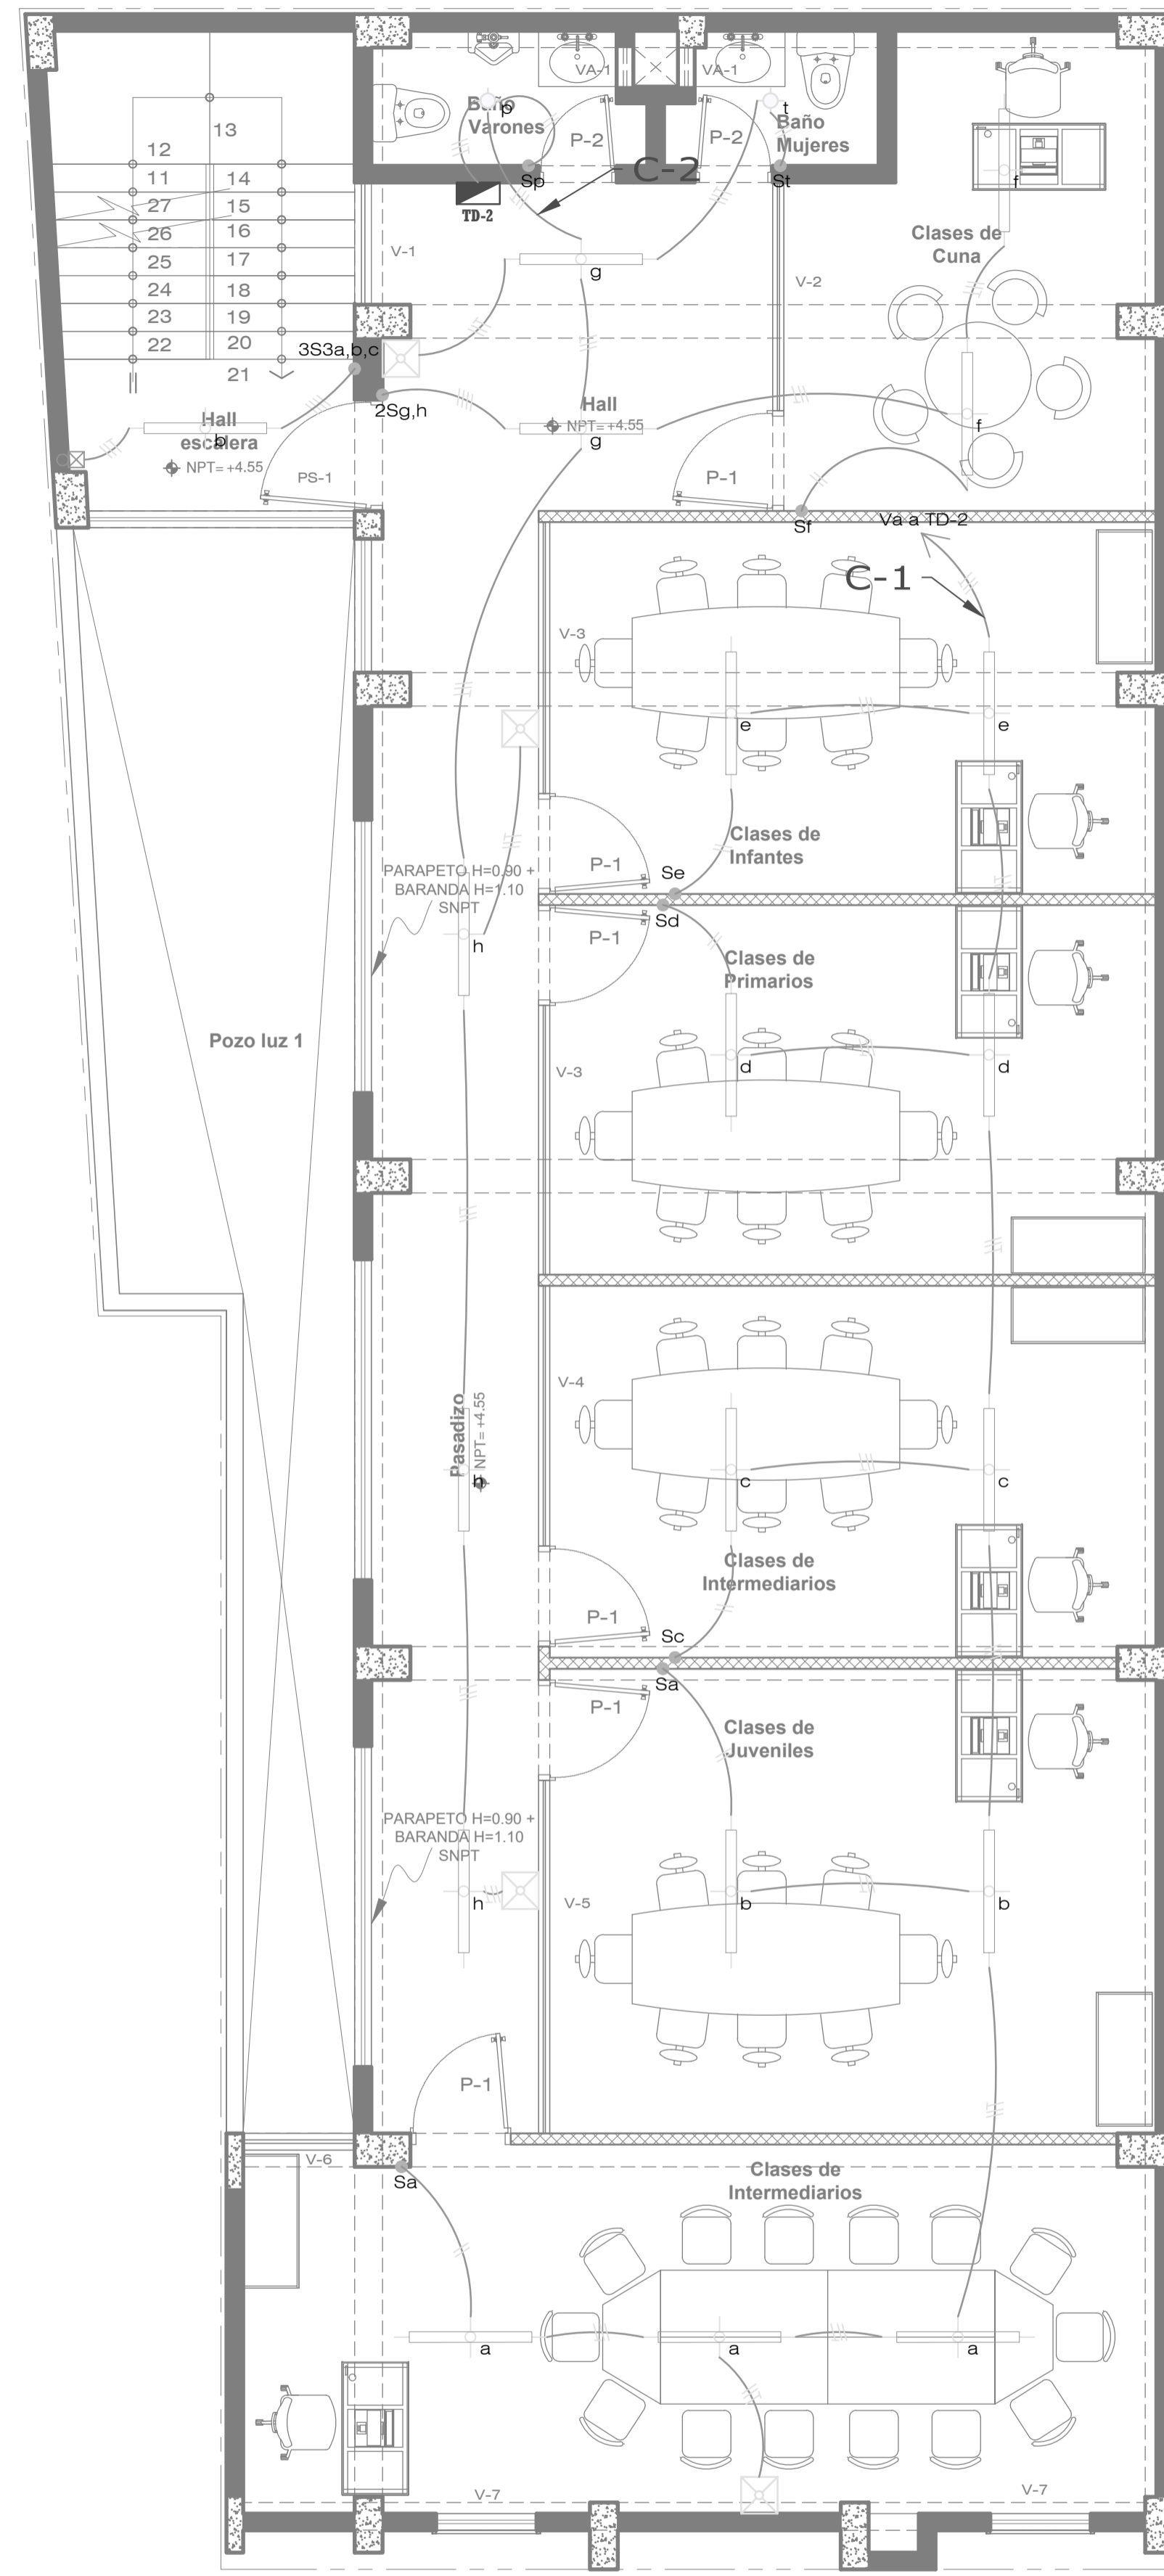 VA-1
VA-1
Baño
Varones
p
t
Baño
Mujeres
P-2
P-2
C-2
Sp
St
TD-2
f
13
12
11
14
27
15
26
16
25
17
24
18
23
19
22
20
21
V-1
V-2
g
Clases de
Cuna
3S3a,b,c
2Sg,h
Hall
escalera
b
NPT= +4.55
Hall
NPT= +4.55
g
f
PS-1
P-1
Sf
Va a TD-2
C-1
V-3
e
e
Clases de
Infantes
P-1
Se
PARAPETO H=0.90 +
BARANDA H=1.10
SNPT
Sd
P-1
h
Clases de
Primarios
Pozo luz 1
V-3
d
d
V-4
Pasadizo
NPT= +4.55
h
c
c
Clases de
Intermediarios
P-1
Sc
Sa
P-1
Clases de
Juveniles
PARAPETO H=0.90 +
BARANDA H=1.10
SNPT
h
V-5
b
b
P-1
V-6
Sa
Clases de
Intermediarios
a
a
a
V-7
V-7